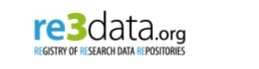 re3data.org
REGISTRY OF RESEARCH DATA REPOSITORIES